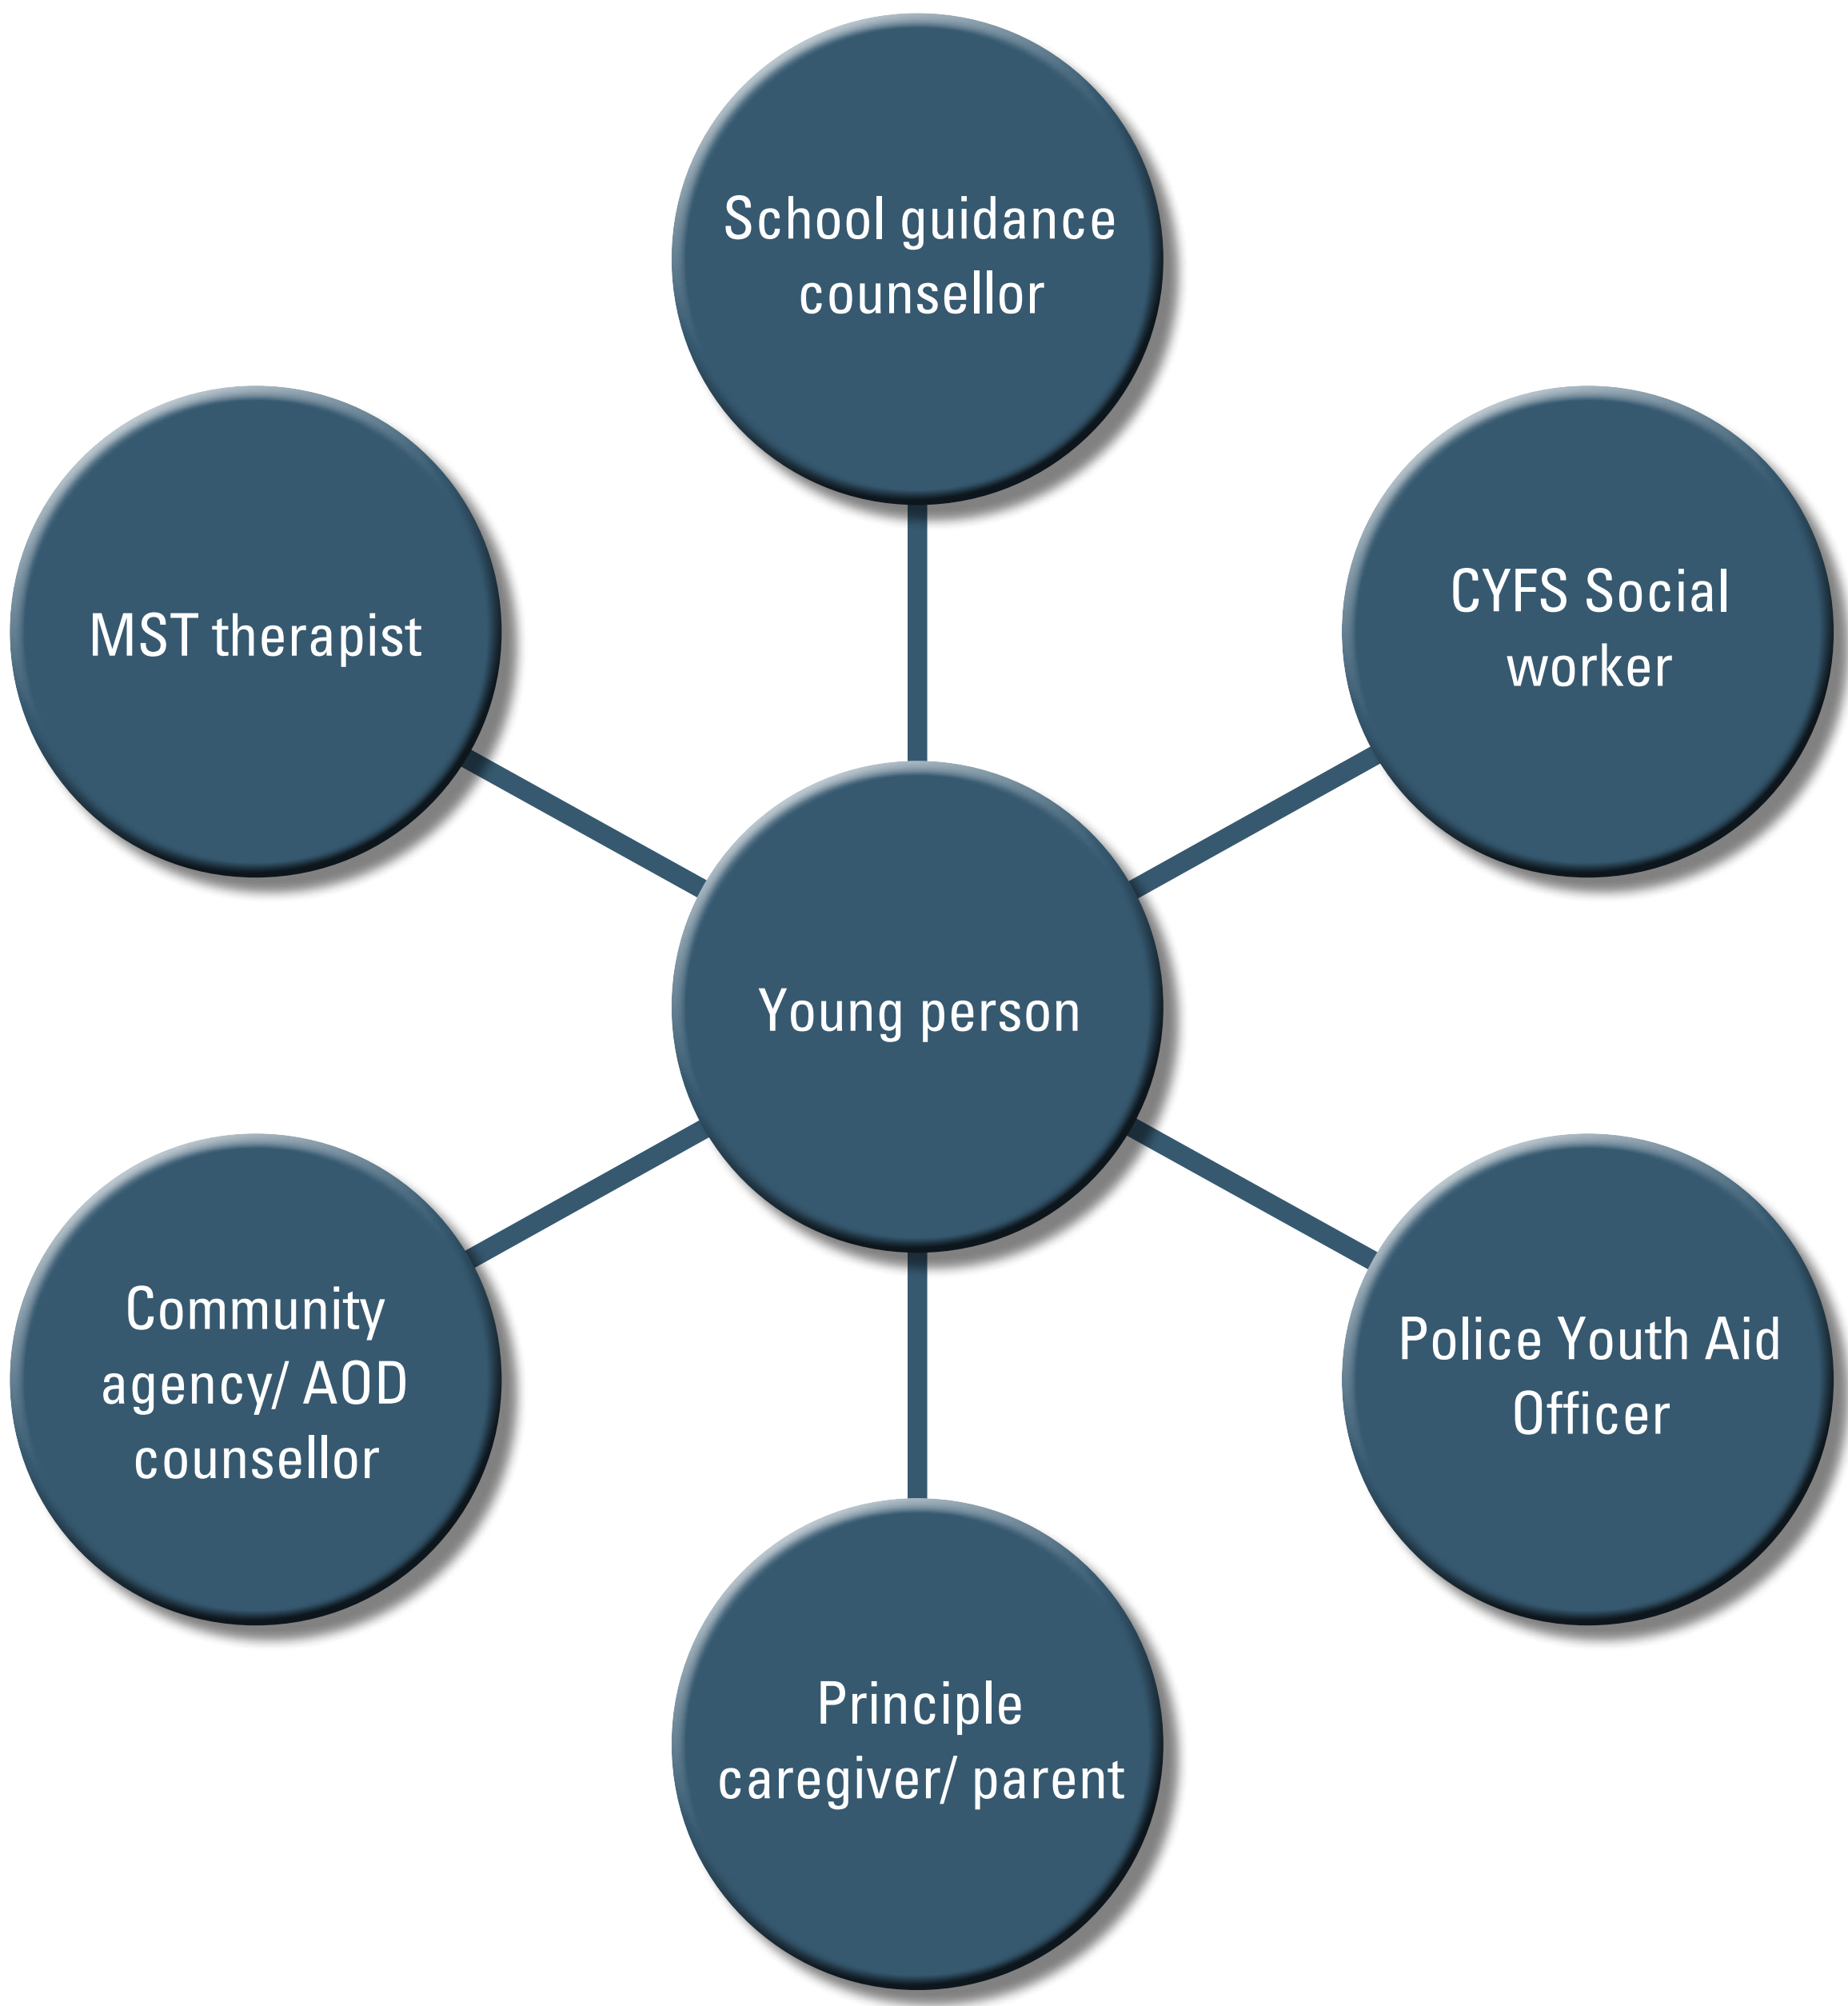 School guidance
counsellor
MST therapist
CYFS Social
worker
Young person
Community
agency/ AOD
counsellor
Police Youth Aid
Officer
Principle
caregiver/ parent